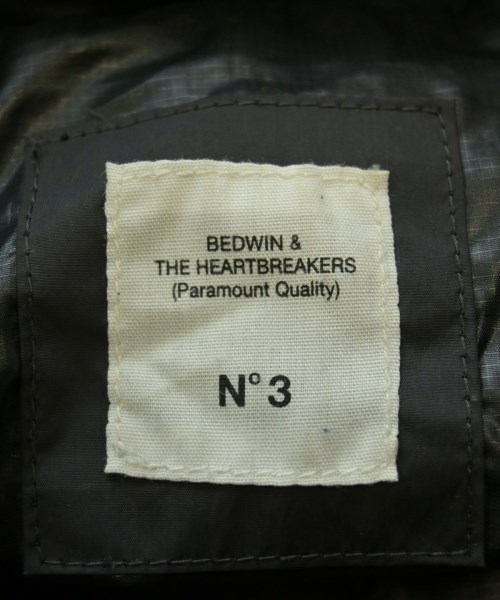 BEDWIN &
THE HEARTBREAKERS
(Paramount Quality)
N° 3